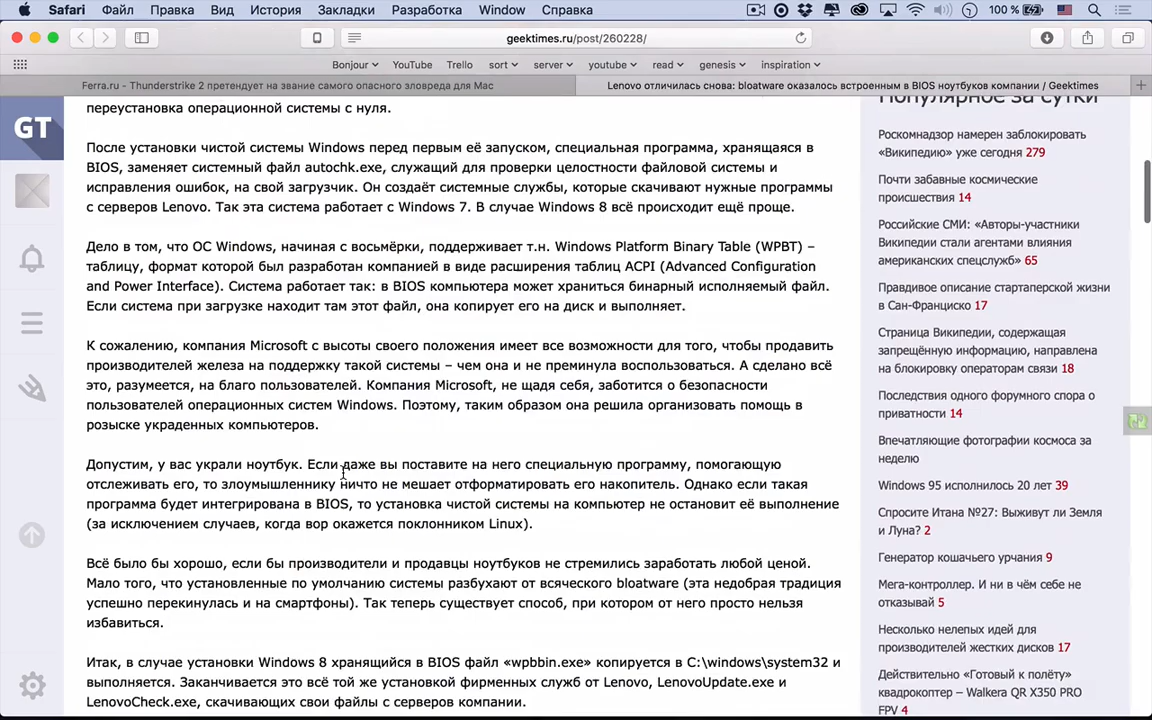 Safari Файл Правка Вид История Закладки Разработка Window Справка 100 %
geektimes.ru/post/260228/
Bonjour YouTube Trello sort server youtube read genesis inspiration
Ferra.ru - Thunderstrike 2 претендует на звание самого опасного зловреда для Mac
Lenovo отличилась снова: bloatware оказалось встроенным в BIOS ноутбуков компании / Geektimes
GT
переустановка операционной системы с нуля.
После установки чистой системы Windows перед первым её запуском, специальная программа, хранящаяся в
BIOS, заменяет системный файл autochk.exe, служащий для проверки целостности файловой системы и
исправления ошибок, на свой загрузчик. Он создаёт системные службы, которые скачивают нужные программы
с серверов Lenovo. Так эта система работает с Windows 7. В случае Windows 8 всё происходит ещё проще.
Дело в том, что ОС Windows, начиная с восьмёрки, поддерживает т.н. Windows Platform Binary Table (WPBT) –
таблицу, формат которой был разработан компанией в виде расширения таблиц ACPI (Advanced Configuration
and Power Interface). Система работает так: в BIOS компьютера может храниться бинарный исполняемый файл.
Если система при загрузке находит там этот файл, она копирует его на диск и выполняет.
К сожалению, компания Microsoft с высоты своего положения имеет все возможности для того, чтобы продавить
производителей железа на поддержку такой системы – чем она и не преминула воспользоваться. А сделано всё
это, разумеется, на благо пользователей. Компания Microsoft, не щадя себя, заботится о безопасности
пользователей операционных систем Windows. Поэтому, таким образом она решила организовать помощь в
розыске украденных компьютеров.
Допустим, у вас украли ноутбук. Если даже вы поставите на него специальную программу, помогающую
отслеживать его, то злоумышленнику ничто не мешает отформатировать его накопитель. Однако если такая
программа будет интегрирована в BIOS, то установка чистой системы на компьютер не остановит её выполнение
(за исключением случаев, когда вор окажется поклонником Linux).
Всё было бы хорошо, если бы производители и продавцы ноутбуков не стремились заработать любой ценой.
Мало того, что установленные по умолчанию системы разбухают от всяческого bloatware (эта недобрая традиция
успешно перекинулась и на смартфоны). Так теперь существует способ, при котором от него просто нельзя
избавиться.
Итак, в случае установки Windows 8 хранящийся в BIOS файл «wpbbin.exe» копируется в C:\windows\system32 и
выполняется. Заканчивается это всё той же установкой фирменных служб от Lenovo, LenovoUpdate.exe и
LenovoCheck.exe, скачивающих свои файлы с серверов компании.
Популярное за сутки
Роскомнадзор намерен заблокировать
«Википедию» уже сегодня 279
Почти забавные космические
происшествия 14
Российские СМИ: «Авторы-участники
Википедии стали агентами влияния
американских спецслужб» 65
Правдивое описание стартаперской жизни
в Сан-Франциско 17
Страница Википедии, содержащая
запрещённую информацию, направлена
на блокировку операторам связи 18
Последствия одного форумного спора о
приватности 14
Впечатляющие фотографии космоса за
неделю
Windows 95 исполнилось 20 лет 39
Спросите Итана №27: Выживут ли Земля
и Луна? 2
Генератор кошачьего урчания 9
Мега-контроллер. И ни в чём себе не
отказывай 5
Несколько нелепых идей для
производителей жестких дисков 17
Действительно «Готовый к полёту»
квадрокоптер – Walkera QR X350 PRO
FPV 4